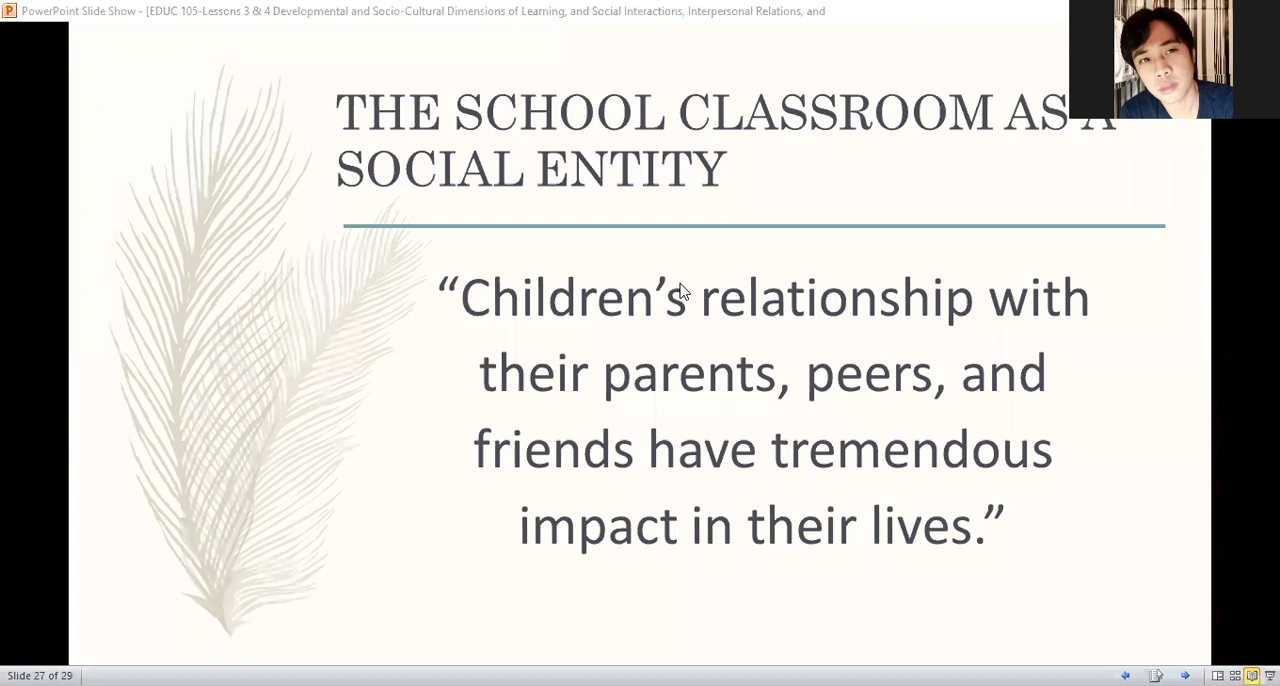 PowerPoint Slide Show - [EDUC 105-Lessons 3 & 4 Developmental and Socio-Cultural Dimensions of Learning, and Social Interactions, Interpersonal Relations, and
THE SCHOOL CLASSROOM AS A
SOCIAL ENTITY
“Children’s relationship with
their parents, peers, and
friends have tremendous
impact in their lives.”
Slide 27 of 29